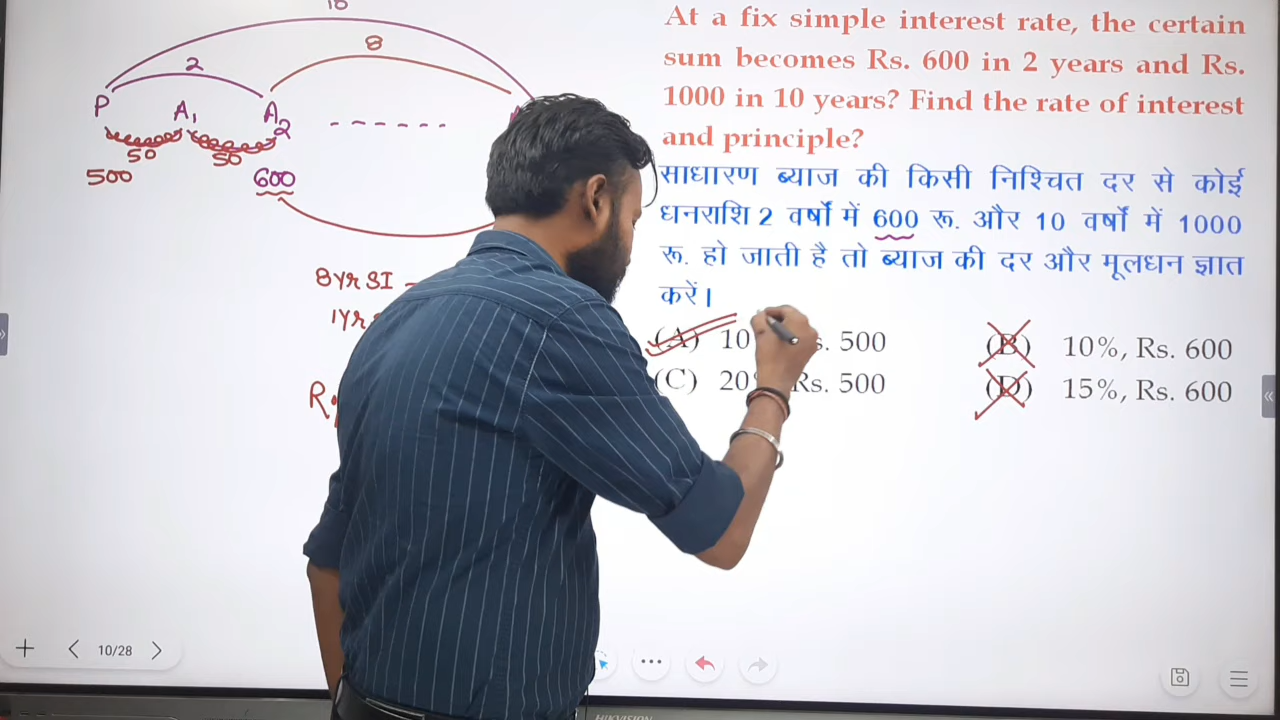 At a fix simple interest rate, the certain
sum becomes Rs. 600 in 2 years and Rs.
1000 in 10 years? Find the rate of interest
and principle?
साधारण ब्याज की किसी निश्चित दर से कोई
धनराशि 2 वर्षों में 600 रू. और 10 वर्षों में 1000
रू. हो जाती है तो ब्याज की दर और मूलधन ज्ञात
करें।
(A) 10 s. 500
(B) 10%, Rs. 600
(C) 20 Rs. 500
(D) 15%, Rs. 600
8
2
P A1 A2 ------
50 50
500 600
8yr SI -
1yr
R
10/28
HIKVISION